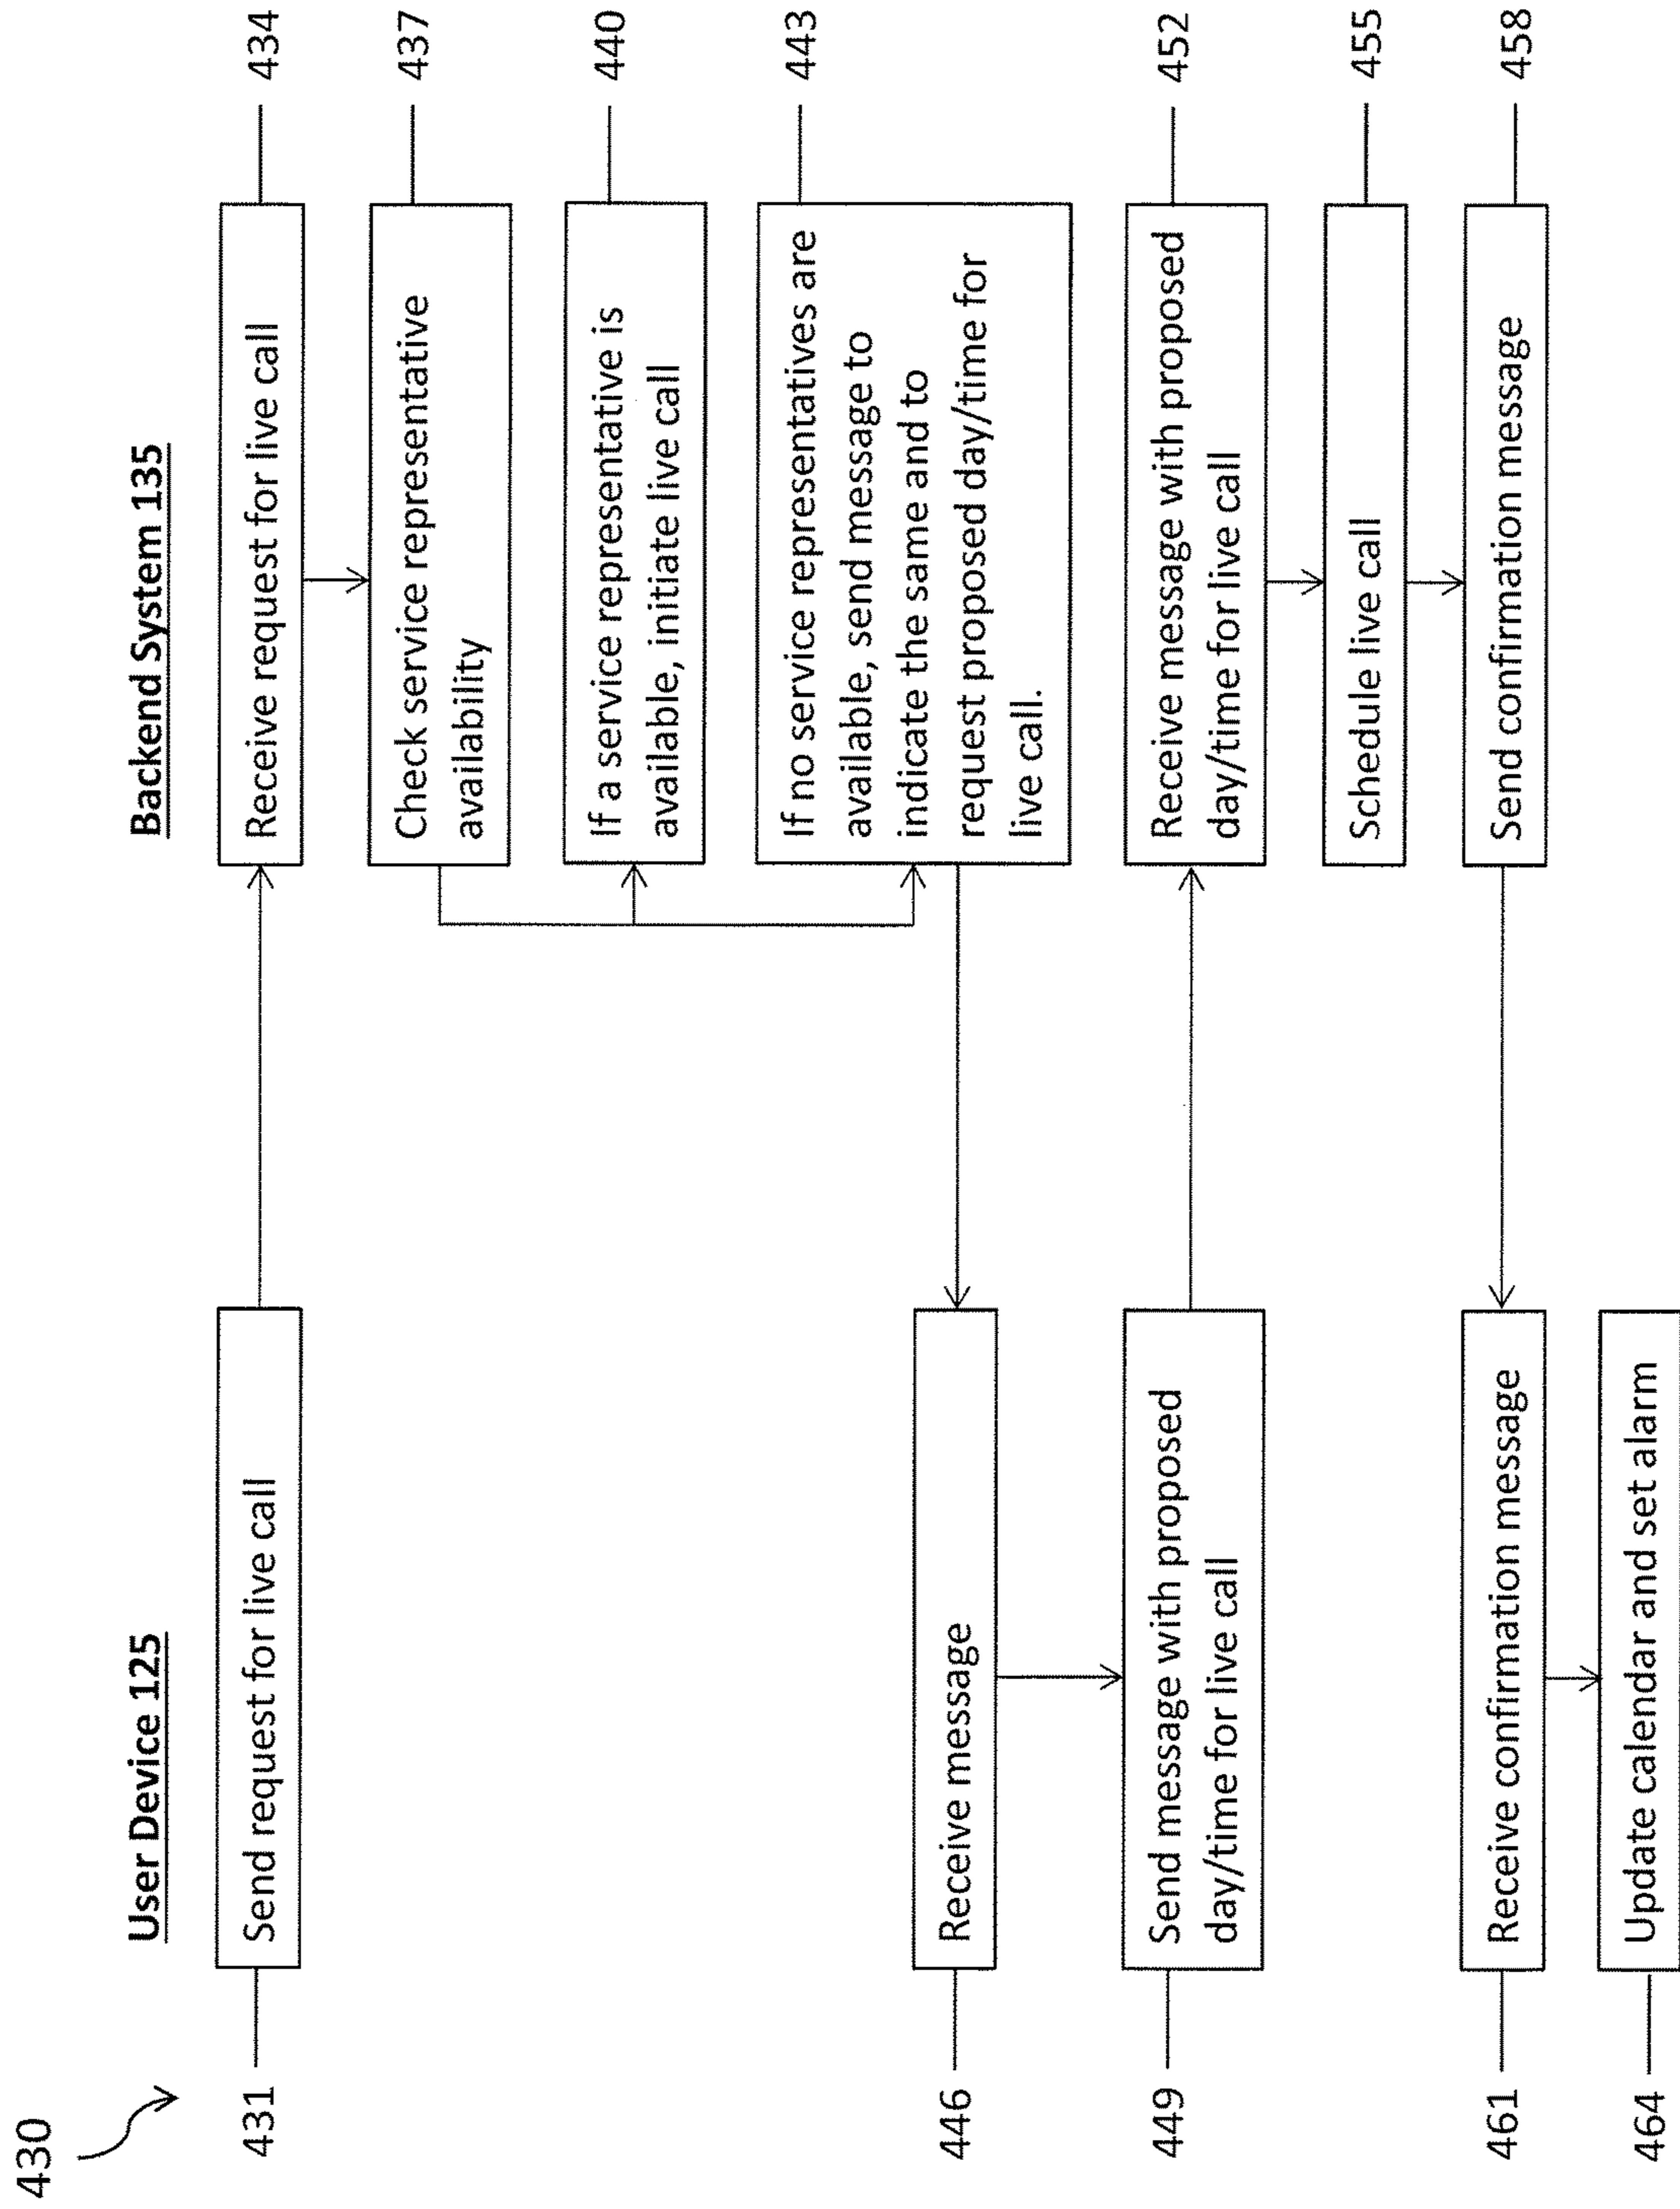 430
User Device 125
Backend System 135
431
Send request for live call
Receive request for live call
434
Check service representative
availability
437
If a service representative is
available, initiate live call
440
If no service representatives are
available, send message to
indicate the same and to
request proposed day/time for
live call.
443
446
Receive message
449
Send message with proposed
day/time for live call
Receive message with proposed
day/time for live call
452
Schedule live call
455
Send confirmation message
458
461
Receive confirmation message
464
Update calendar and set alarm